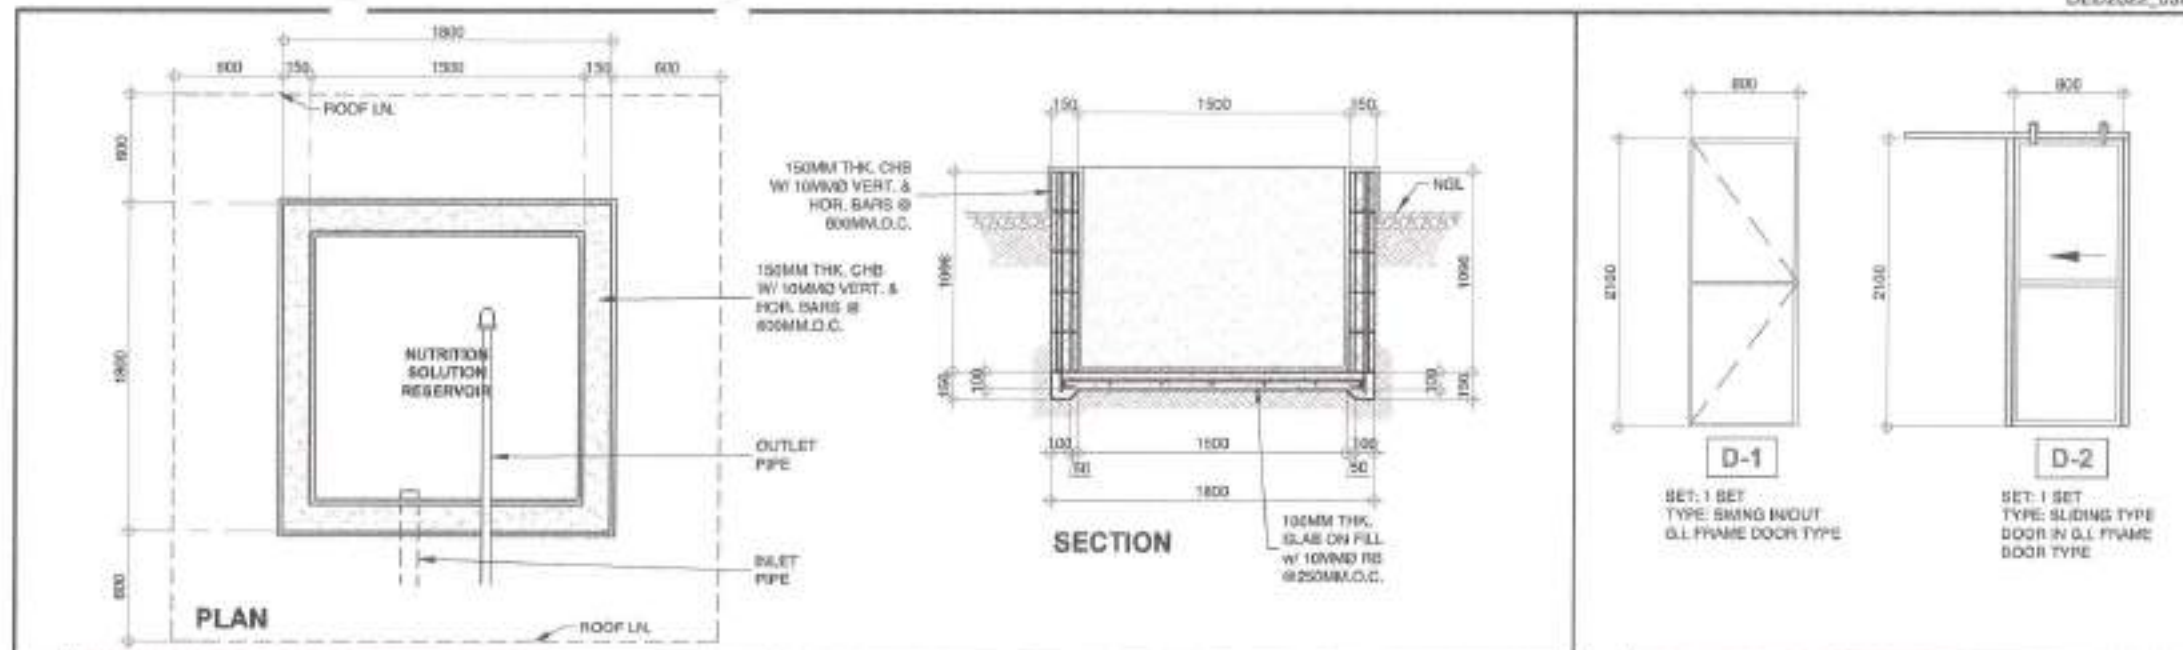 1800
600 150 1500 150 600
ROOF LN.
600
1800
600
NUTRITION
SOLUTION
RESERVOIR
150MM THK. CHB
W/ 10MMØ VERT. &
HOR. BARS @
600MM.O.C.
OUTLET
PIPE
INLET
PIPE
PLAN
ROOF LN.
150 1500 150
150MM THK. CHB
W/ 10MMØ VERT. &
HOR. BARS @
600MM.O.C.
NGL
150 100
100 150
100 1500 100
50 50
1800
SECTION
100MM THK.
SLAB ON FILL
W/ 10MMØ RB
@250MM.O.C.
800
2100
D-1
SET: 1 SET
TYPE: SWING IN/OUT
G.I. FRAME DOOR TYPE
800
2100
D-2
SET: 1 SET
TYPE: SLIDING TYPE
DOOR IN G.I. FRAME
DOOR TYPE